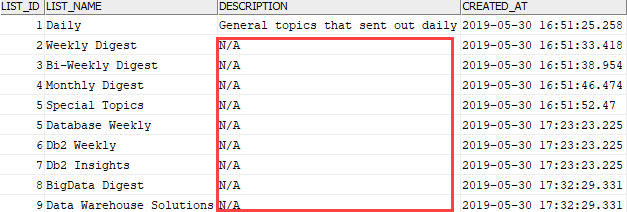 LIST_ID LIST_NAME DESCRIPTION CREATED_AT
1 Daily General topics that sent out daily 2019-05-30 16:51:25.258
2 Weekly Digest N/A 2019-05-30 16:51:33.418
3 Bi-Weekly Digest N/A 2019-05-30 16:51:38.954
4 Monthly Digest N/A 2019-05-30 16:51:46.474
5 Special Topics N/A 2019-05-30 16:51:52.47
5 Database Weekly N/A 2019-05-30 17:23:23.225
6 Db2 Weekly N/A 2019-05-30 17:23:23.225
7 Db2 Insights N/A 2019-05-30 17:23:23.225
8 BigData Digest N/A 2019-05-30 17:32:29.331
9 Data Warehouse Solutions N/A 2019-05-30 17:32:29.331